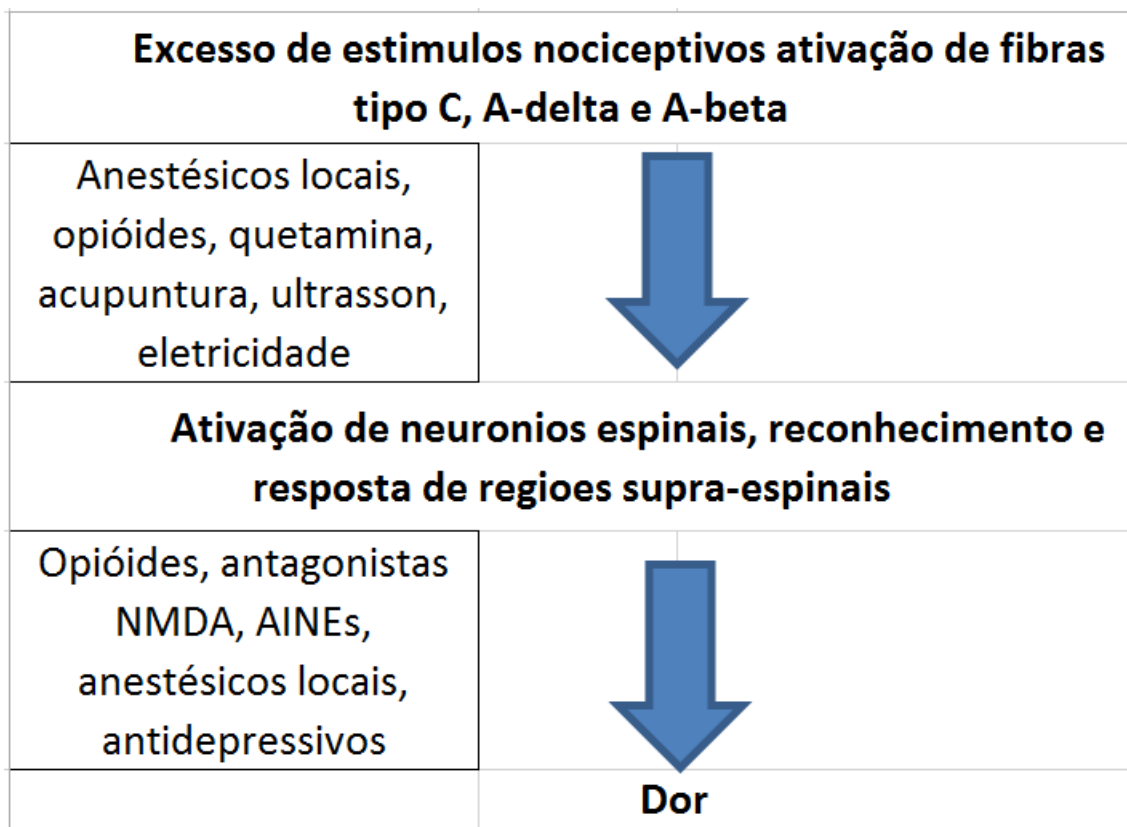 Excesso de estimulos nociceptivos ativação de fibras
tipo C, A-delta e A-beta
Anestésicos locais,
opióides, quetamina,
acupuntura, ultrasson,
eletricidade
Ativação de neuronios espinais, reconhecimento e
resposta de regioes supra-espinais
Opióides, antagonistas
NMDA, AINEs,
anestésicos locais,
antidepressivos
Dor